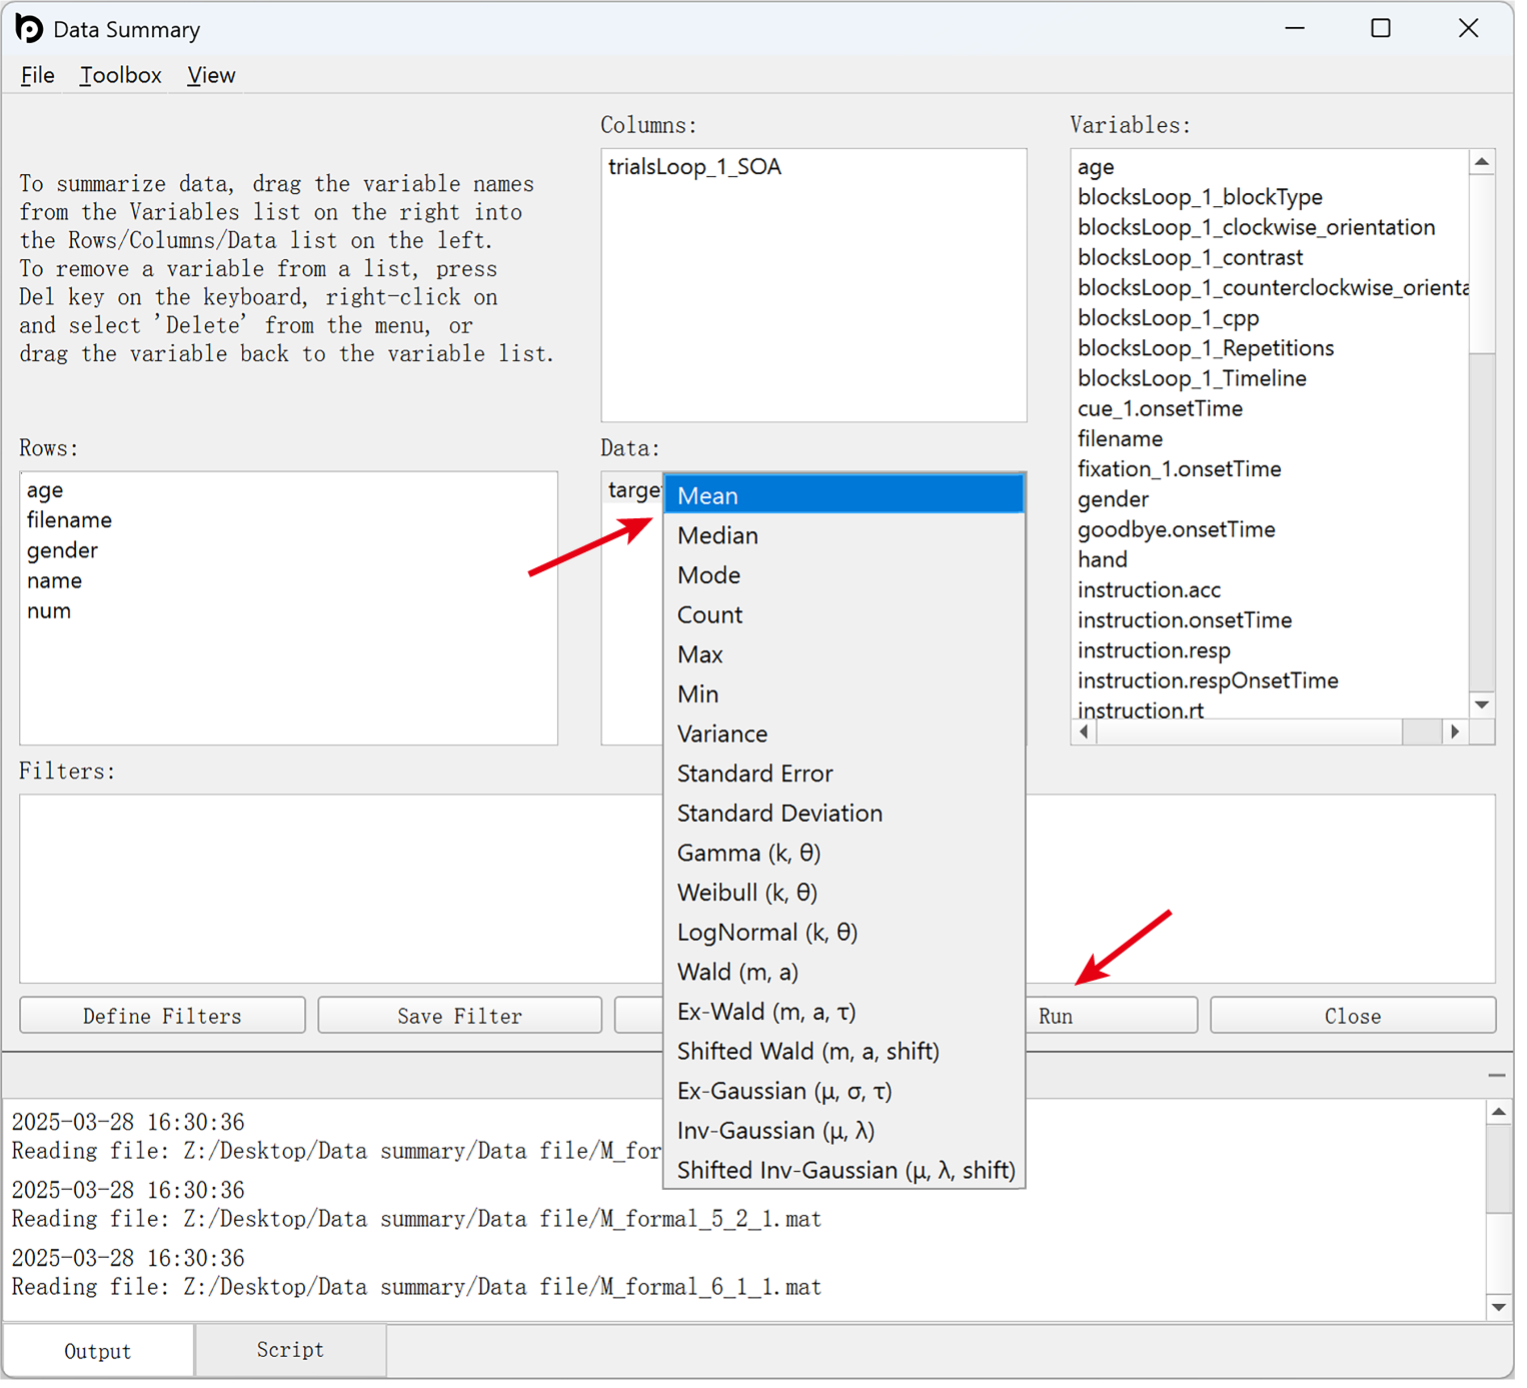 Data Summary
File Toolbox View
To summarize data, drag the variable names
from the Variables list on the right into
the Rows/Columns/Data list on the left.
To remove a variable from a list, press
Del key on the keyboard, right-click on
and select 'Delete' from the menu, or
drag the variable back to the variable list.
Columns:
trialsLoop_1_SOA
Variables:
age
blocksLoop_1_blockType
blocksLoop_1_clockwise_orientation
blocksLoop_1_contrast
blocksLoop_1_counterclockwise_orienta
blocksLoop_1_cpp
blocksLoop_1_Repetitions
blocksLoop_1_Timeline
cue_1.onsetTime
filename
fixation_1.onsetTime
gender
goodbye.onsetTime
hand
instruction.acc
instruction.onsetTime
instruction.resp
instruction.respOnsetTime
instruction.rt
Rows:
age
filename
gender
name
num
Data:
targe
Mean
Median
Mode
Count
Max
Min
Variance
Standard Error
Standard Deviation
Gamma (k, θ)
Weibull (k, θ)
LogNormal (k, θ)
Wald (m, a)
Ex-Wald (m, a, τ)
Shifted Wald (m, a, shift)
Ex-Gaussian (μ, σ, τ)
Inv-Gaussian (μ, λ)
Shifted Inv-Gaussian (μ, λ, shift)
Filters:
Define Filters
Save Filter
Run
Close
2025-03-28 16:30:36
Reading file: Z:/Desktop/Data summary/Data file/M_for
2025-03-28 16:30:36
Reading file: Z:/Desktop/Data summary/Data file/M_formal_5_2_1.mat
2025-03-28 16:30:36
Reading file: Z:/Desktop/Data summary/Data file/M_formal_6_1_1.mat
Output
Script